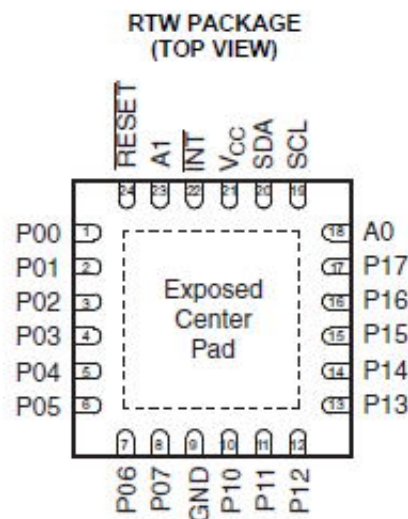 RTW PACKAGE
(TOP VIEW)
RESET
A1
INT
VCC
SDA
SCL
24
23
22
21
20
19
P00 1
P01 2
P02 3
P03 4
P04 5
P05 6
Exposed
Center
Pad
18 A0
17 P17
16 P16
15 P15
14 P14
13 P13
7
8
9
10
11
12
P06
P07
GND
P10
P11
P12